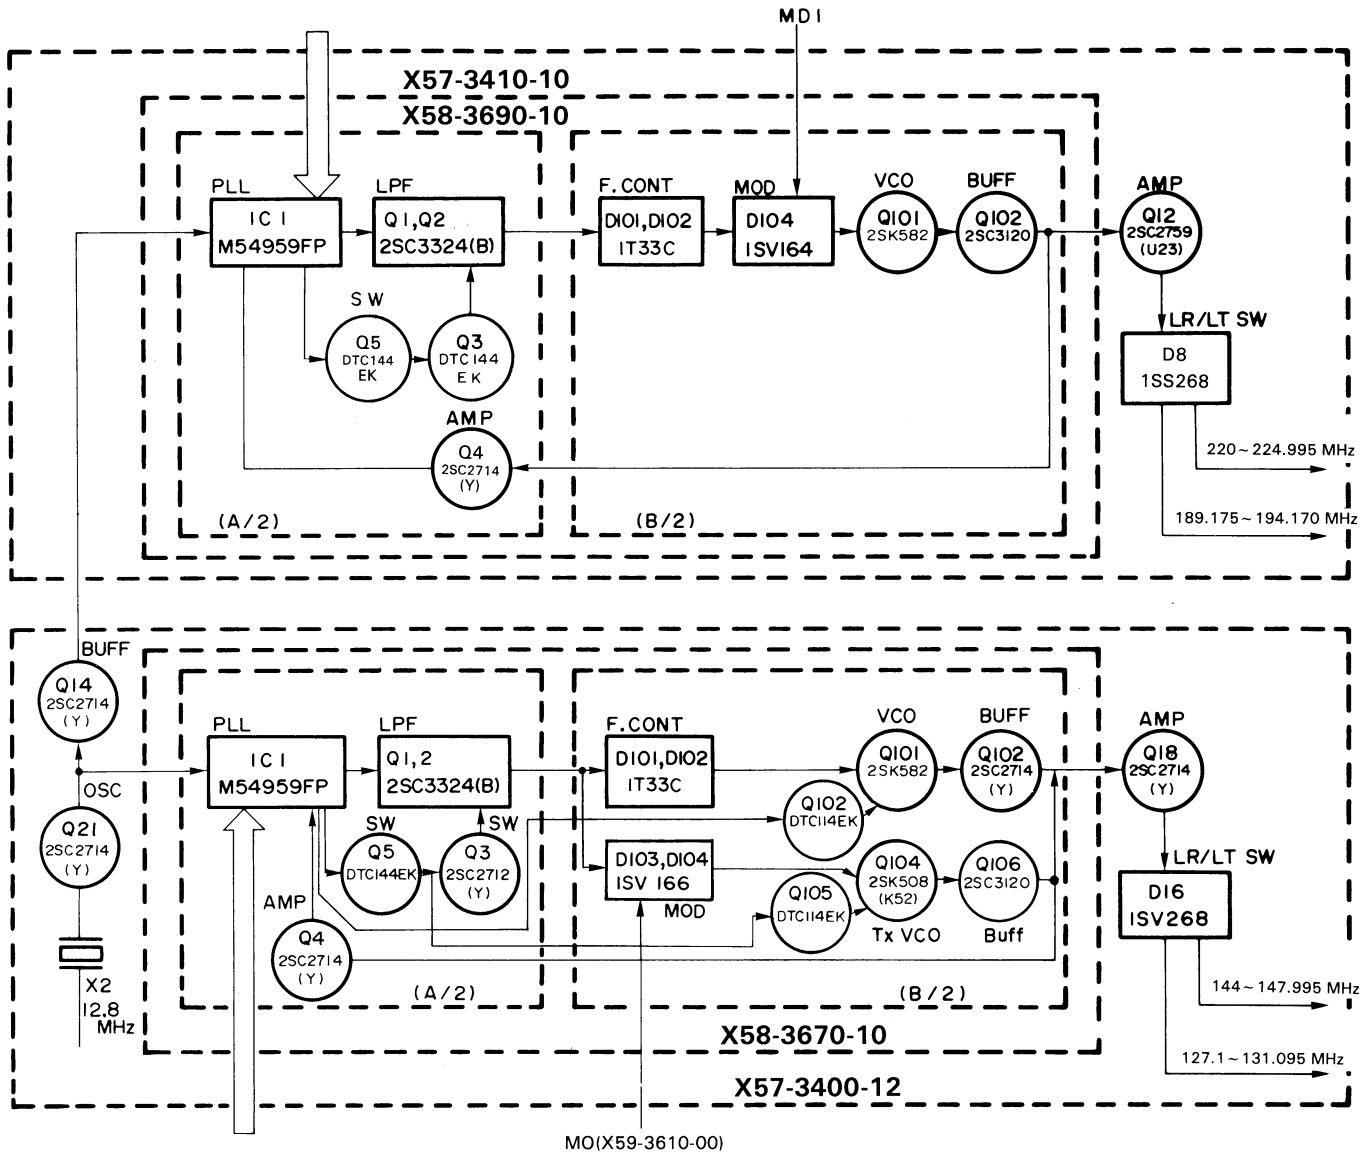 MD1
X57-3410-10
X58-3690-10
PLL
IC1
M54959FP
LPF
Q1,Q2
2SC3324(B)
F.CONT
D101,D102
1T33C
MOD
D104
1SV164
VCO
Q101
2SK582
BUFF
Q102
2SC3120
AMP
Q12
2SC2759
(U23)
SW
Q5
DTC144
EK
Q3
DTC144
EK
LR/LT SW
D8
1SS268
AMP
Q4
2SC2714
(Y)
220~224.995 MHz
189.175~194.170 MHz
(A/2)
(B/2)
BUFF
Q14
2SC2714
(Y)
OSC
Q21
2SC2714
(Y)
X2
12.8
MHz
PLL
IC1
M54959FP
LPF
Q1,2
2SC3324(B)
F.CONT
D101,D102
1T33C
VCO
Q101
2SK582
BUFF
Q102
2SC2714
(Y)
AMP
Q18
2SC2714
(Y)
Q102
DTC114EK
SW
Q5
DTC144EK
SW
Q3
2SC2712
(Y)
D103,D104
1SV 166
MOD
Q104
2SK508
(K52)
Tx VCO
Q106
2SC3120
Buff
Q105
DTC114EK
LR/LT SW
D16
1SV268
AMP
Q4
2SC2714
(Y)
(A/2)
(B/2)
144~147.995 MHz
127.1~131.095 MHz
X58-3670-10
X57-3400-12
MO(X59-3610-00)